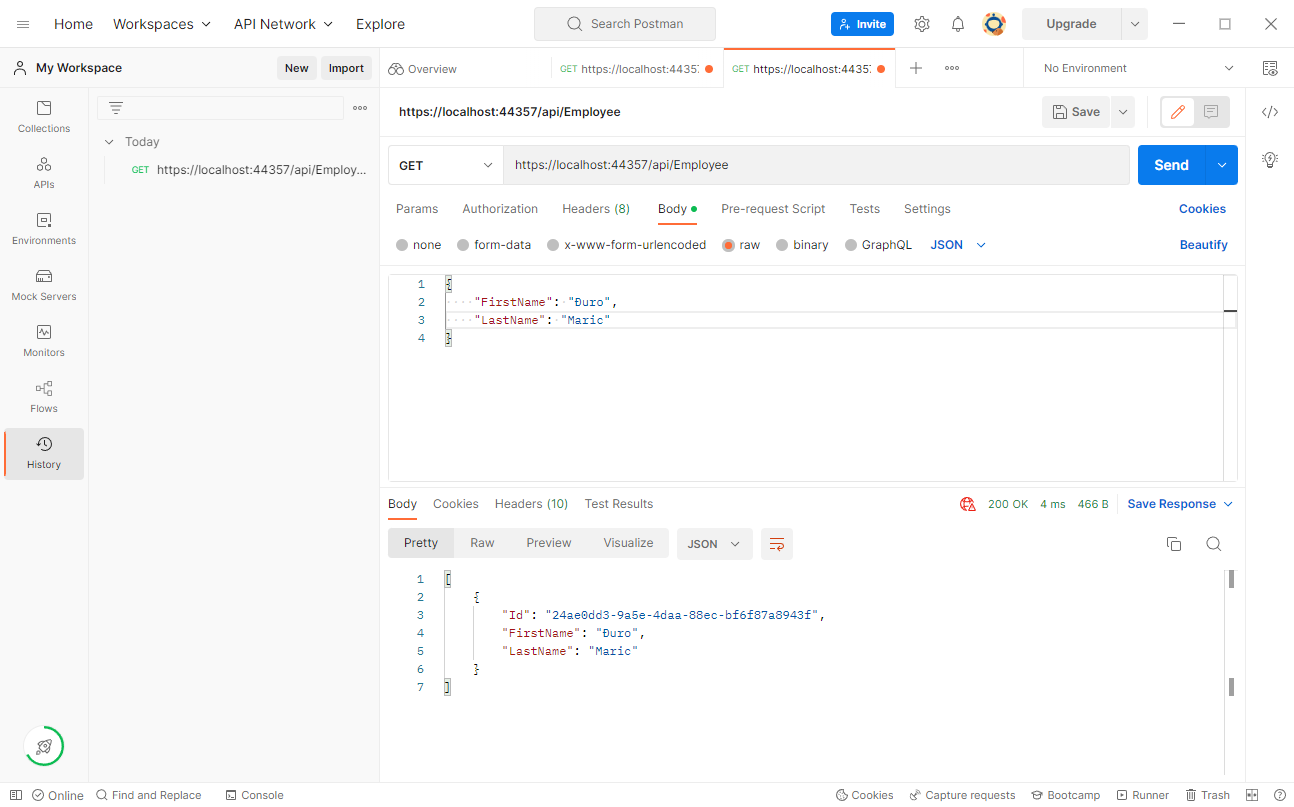 Home Workspaces API Network Explore Search Postman Invite Upgrade
My Workspace New Import Overview GET https://localhost:4435 GET https://localhost:4435 No Environment
Collections
APIs
Environments
Mock Servers
Monitors
Flows
History
Today
GET https://localhost:44357/api/Employ...
https://localhost:44357/api/Employee Save
GET https://localhost:44357/api/Employee Send
Params Authorization Headers (8) Body Pre-request Script Tests Settings Cookies
none form-data x-www-form-urlencoded raw binary GraphQL JSON Beautify
1 {
2 "FirstName": "Đuro",
3 "LastName": "Maric"
4 }
Body Cookies Headers (10) Test Results 200 OK 4 ms 466 B Save Response
Pretty Raw Preview Visualize JSON
1 [
2 {
3 "Id": "24ae0dd3-9a5e-4daa-88ec-bf6f87a8943f",
4 "FirstName": "Đuro",
5 "LastName": "Maric"
6 }
7 ]
Online Find and Replace Console Cookies Capture requests Bootcamp Runner Trash